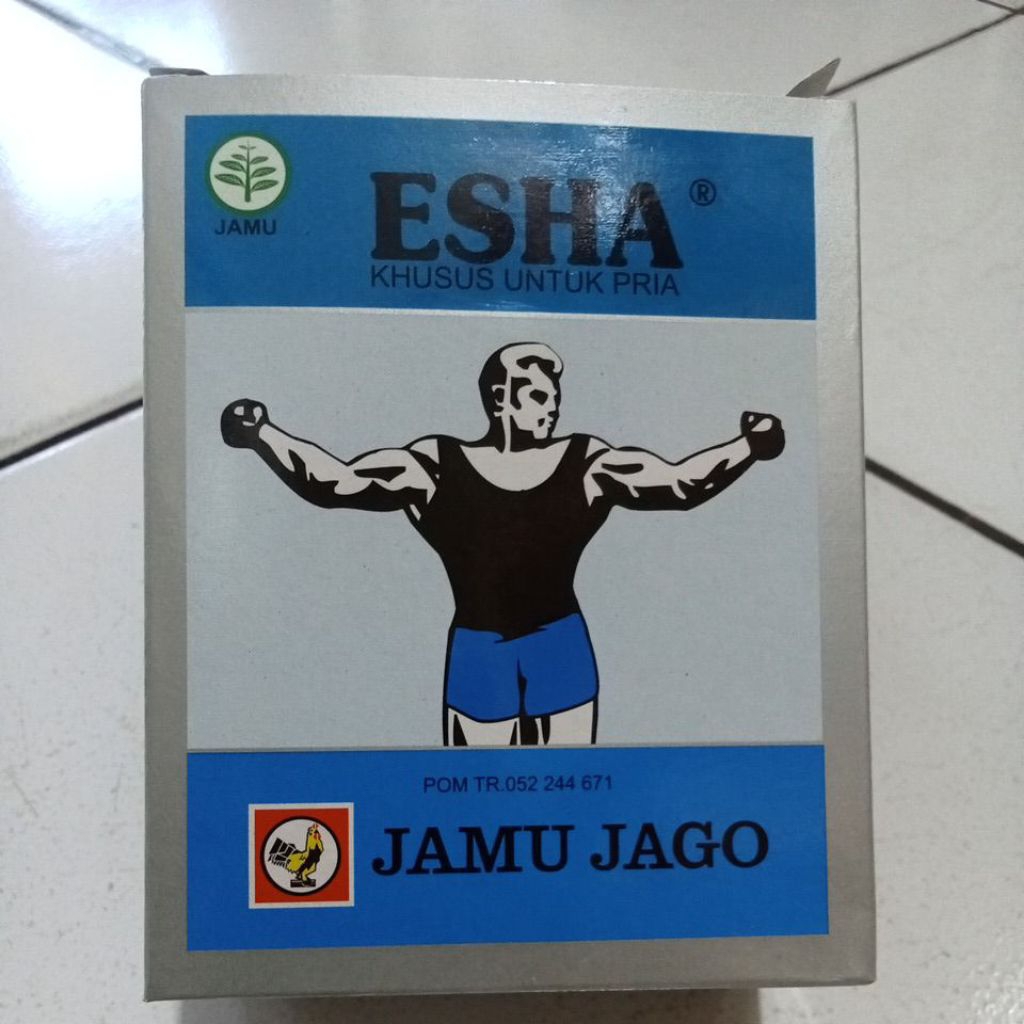 JAMU
ESHA ®
KHUSUS UNTUK PRIA
POM TR.052 244 671
JAMU JAGO